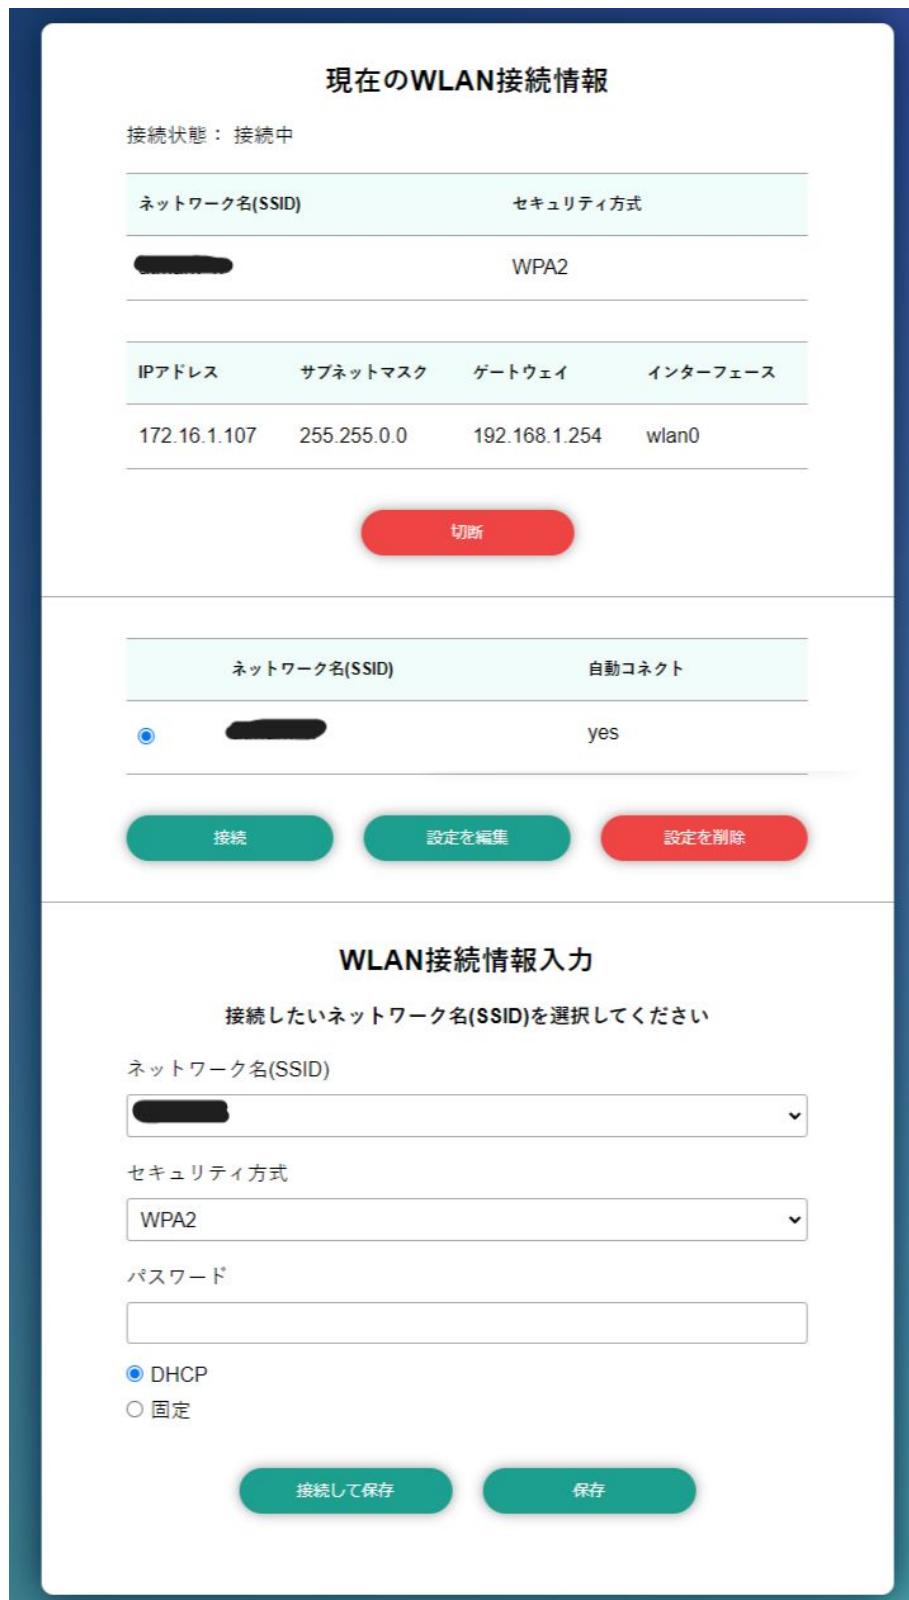 現在のWLAN接続情報
接続状態： 接続中
ネットワーク名(SSID) セキュリティ方式
WPA2
IPアドレス サブネットマスク ゲートウェイ インターフェース
172.16.1.107 255.255.0.0 192.168.1.254 wlan0
切断
ネットワーク名(SSID) 自動コネクト
yes
接続 設定を編集 設定を削除
WLAN接続情報入力
接続したいネットワーク名(SSID)を選択してください
ネットワーク名(SSID)
セキュリティ方式
WPA2
パスワード
DHCP
固定
接続して保存 保存